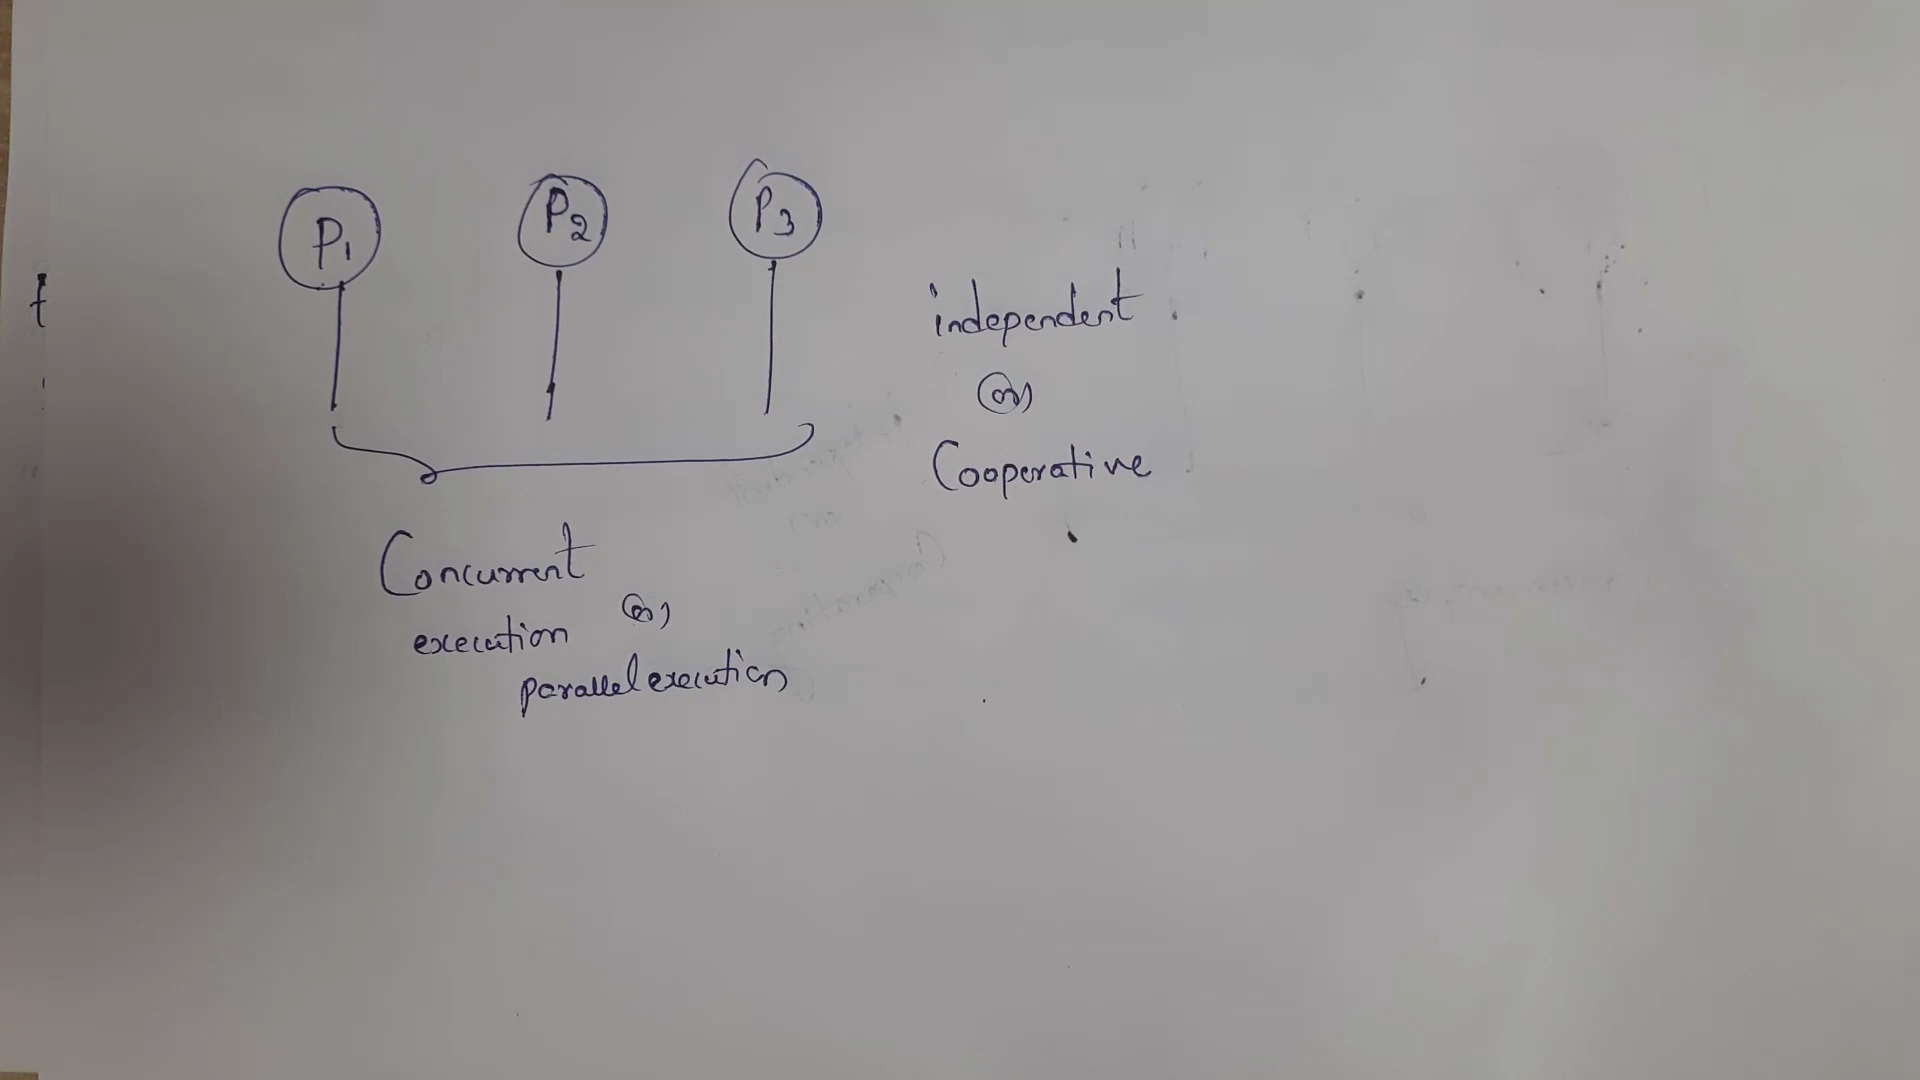 P1 P2 P3
independent
(or)
Cooperative
Concurrent
execution (or)
parallel execution